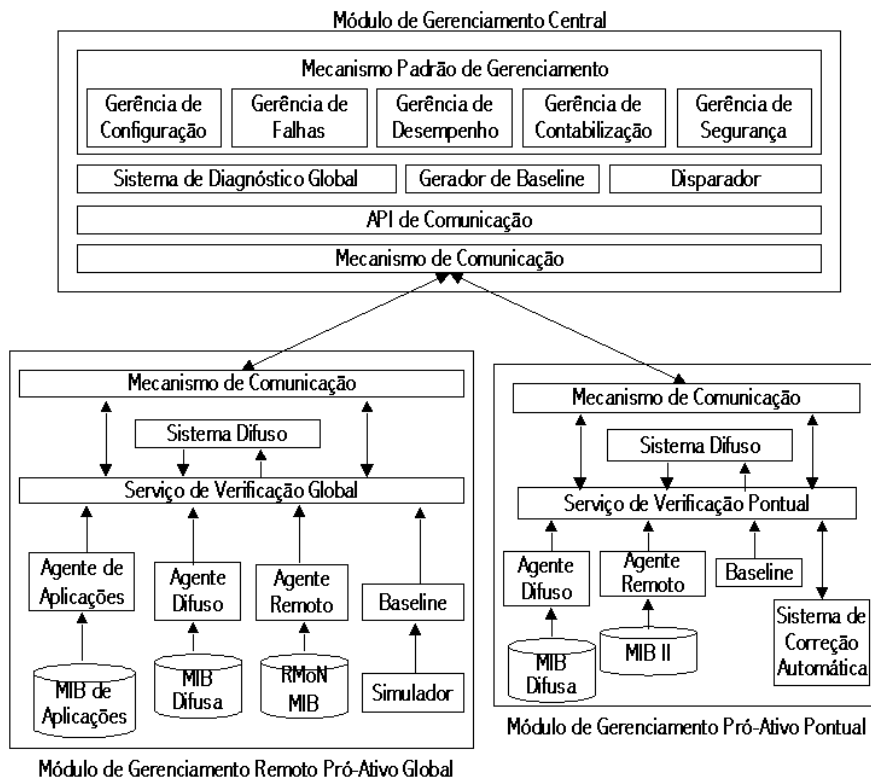 Módulo de Gerenciamento Central
Mecanismo Padrão de Gerenciamento
Gerência de
Configuração
Gerência de
Falhas
Gerência de
Desempenho
Gerência de
Contabilização
Gerência de
Segurança
Sistema de Diagnóstico Global
Gerador de Baseline
Disparador
API de Comunicação
Mecanismo de Comunicação
Mecanismo de Comunicação
Sistema Difuso
Serviço de Verificação Global
Agente de
Aplicações
Agente
Difuso
Agente
Remoto
Baseline
MIB de
Aplicações
MIB
Difusa
RMoN
MIB
Simulador
Módulo de Gerenciamento Remoto Pró-Ativo Global
Mecanismo de Comunicação
Sistema Difuso
Serviço de Verificação Pontual
Agente
Difuso
Agente
Remoto
Baseline
MIB
Difusa
MIB II
Sistema de
Correção
Automática
Módulo de Gerenciamento Pró-Ativo Pontual